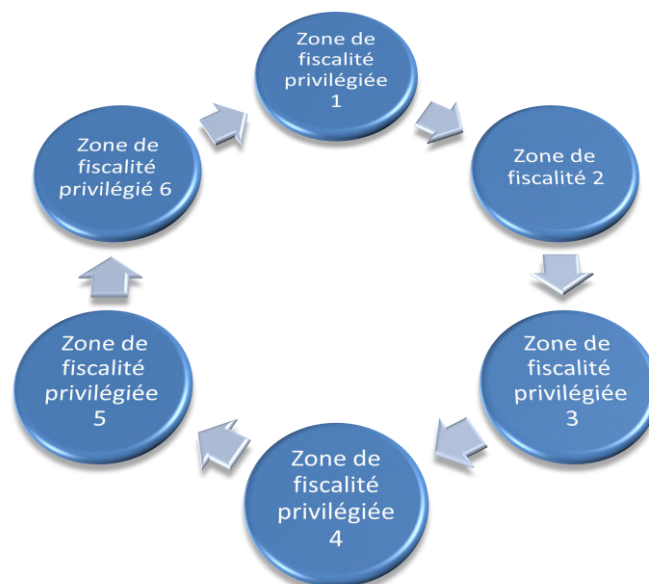 Zone de
fiscalité
privilégiée
1
Zone de
fiscalité 2
Zone de
fiscalité
privilégiée
3
Zone de
fiscalité
privilégiée
4
Zone de
fiscalité
privilégiée
5
Zone de
fiscalité
privilégié 6